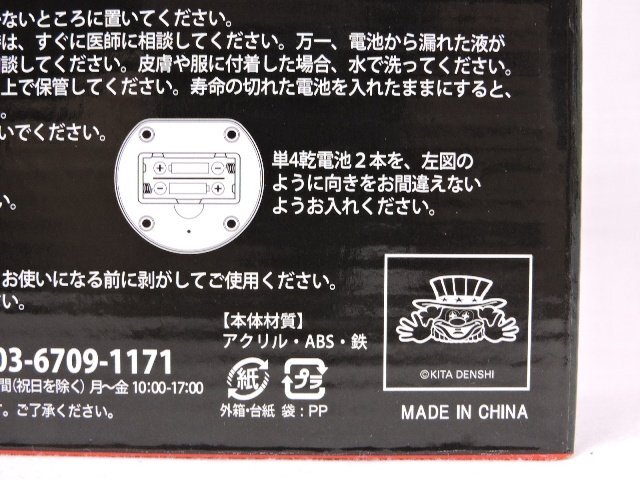 ないところに置いてください。
は、すぐに医師に相談してください。万一、電池から漏れた液が
談してください。皮膚や服に付着した場合、水で洗ってください。
上で保管してください。寿命の切れた電池を入れたままにすると、
。
いでください。
単4乾電池2本を、左図の
ように向きをお間違えない
ようお入れください。
い。
お使いになる前に剥がしてご使用ください。
さい。
【本体材質】
アクリル・ABS・鉄
03-6709-1171
間(祝日を除く) 月〜金 10:00-17:00
す。ご了承ください。
紙
プラ
外箱・台紙 袋:PP
©KITA DENSHI
MADE IN CHINA